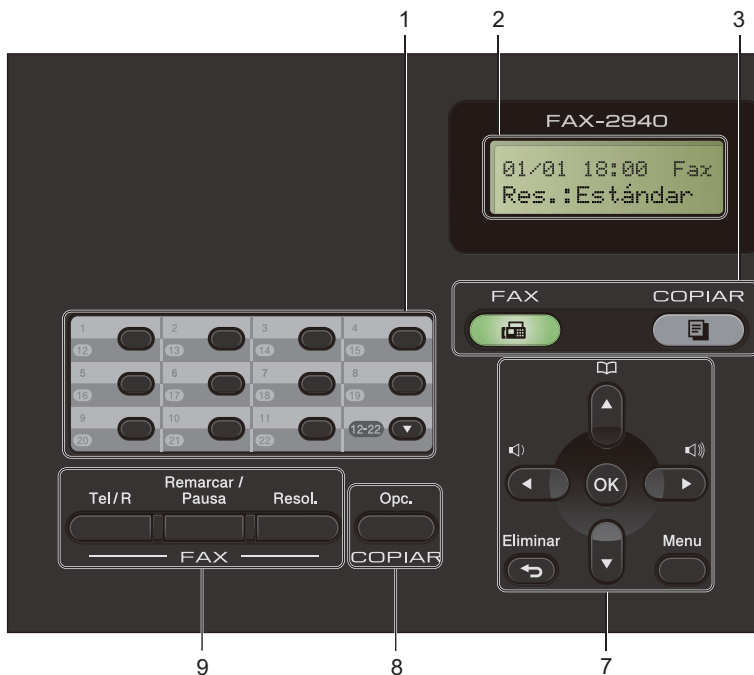 1 2 3
FAX-2940
01/01 18:00 Fax
Res.:Estándar
FAX COPIAR
1 2 3 4
12 13 14 15
5 6 7 8
16 17 18 19
9 10 11 12-22
20 21 22
Tel/R Remarcar / Pausa Resol. Opc.
FAX COPIAR
OK
Eliminar Menu
9 8 7